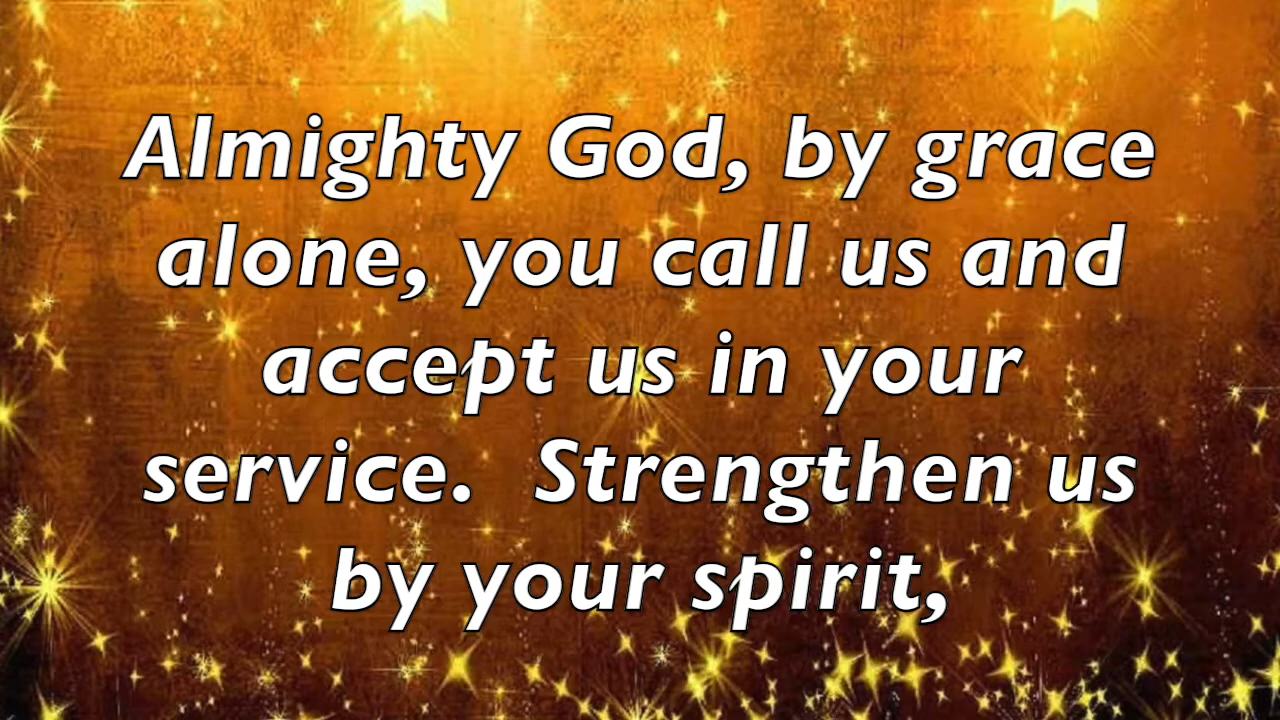 Almighty God, by grace
alone, you call us and
accept us in your
service.  Strengthen us
by your spirit,